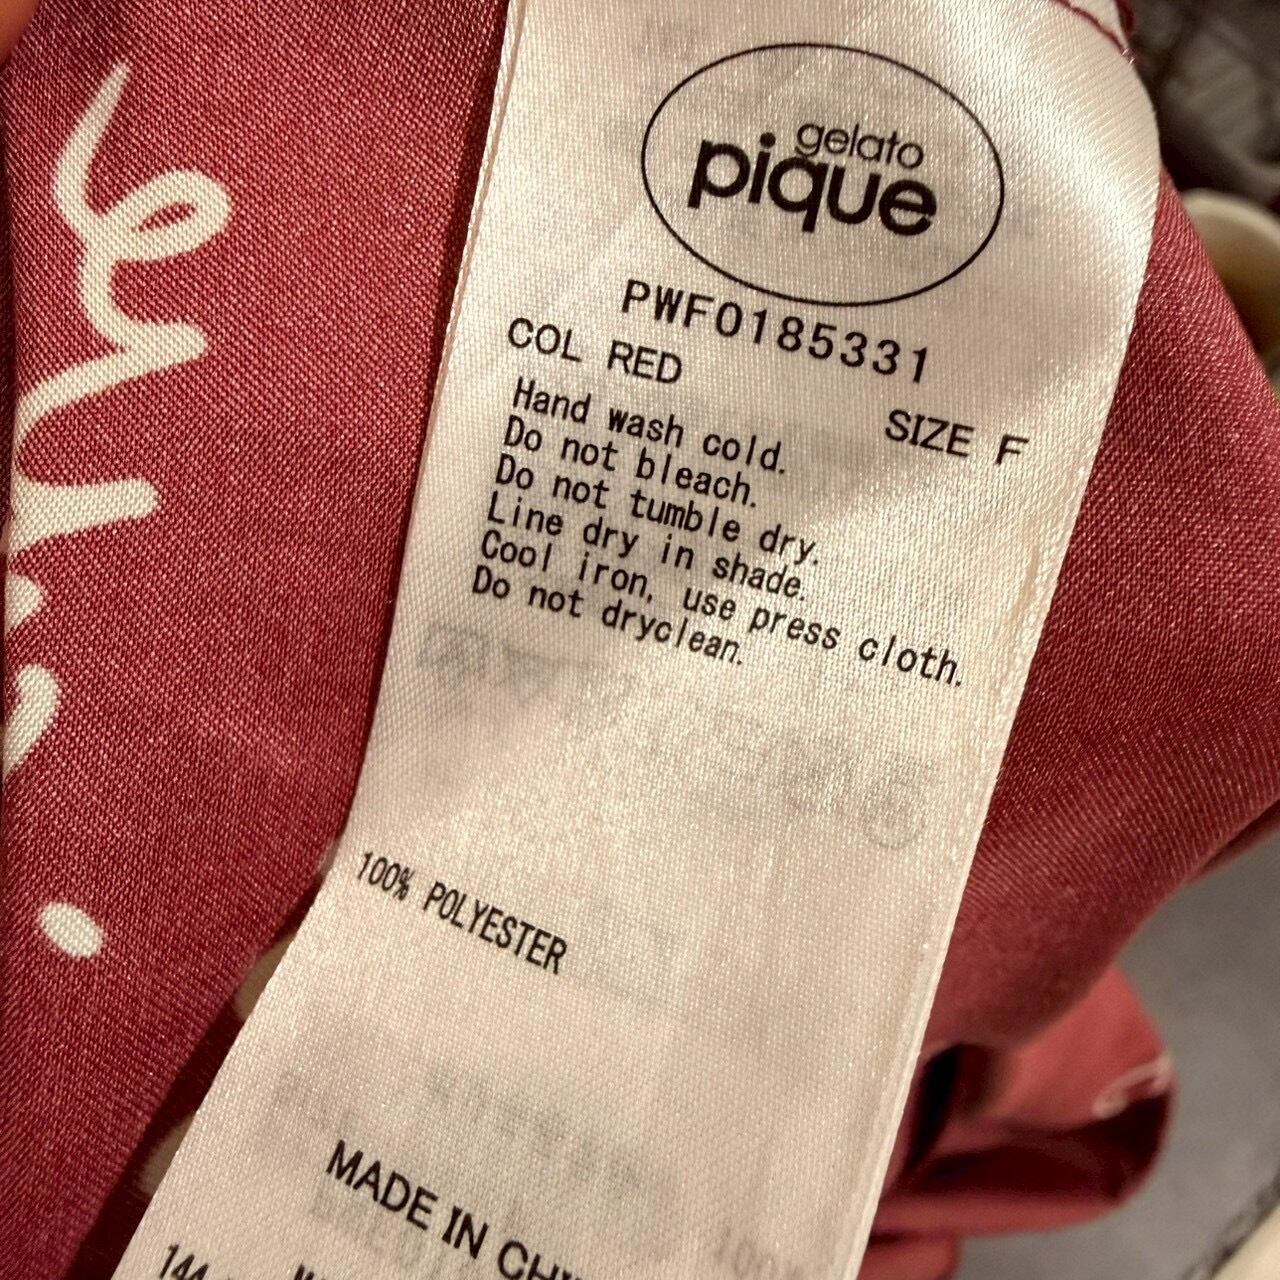 gelato
pique
PWF0185331
COL RED
SIZE F
Hand wash cold.
Do not bleach.
Do not tumble dry.
Line dry in shade.
Cool iron, use press cloth.
Do not dryclean.
100% POLYESTER
MADE IN
144